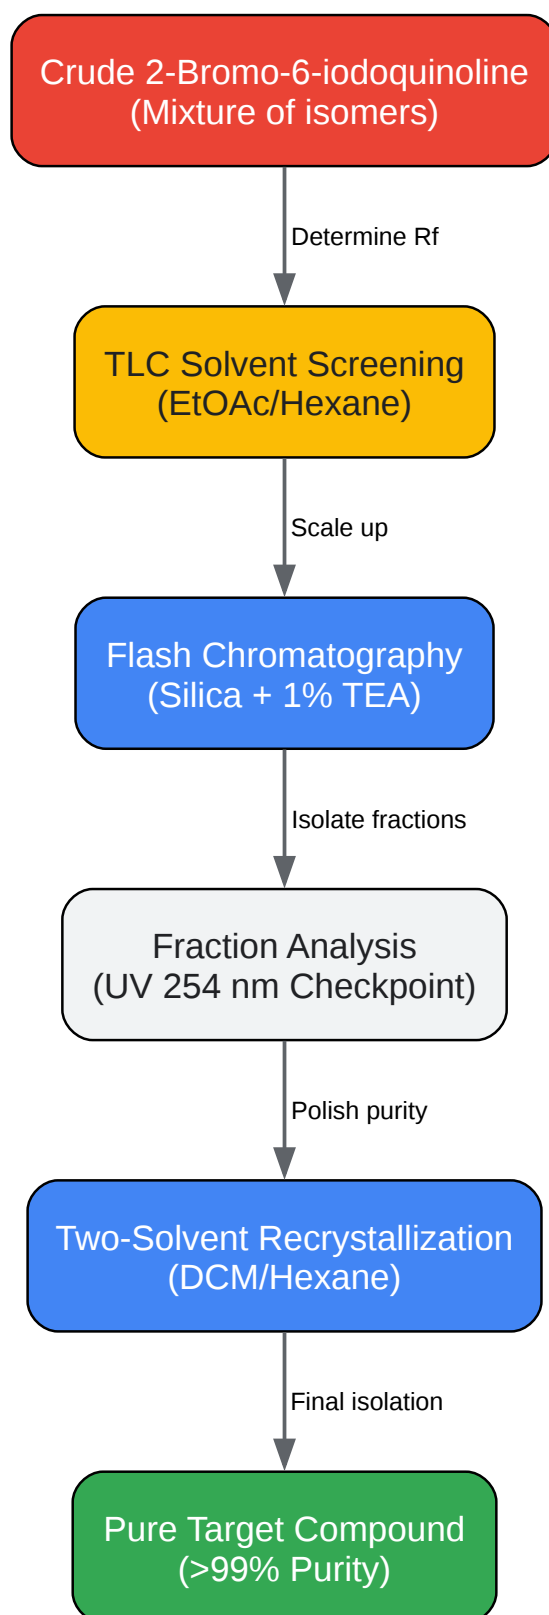 Crude 2-Bromo-6-iodoquinoline
(Mixture of isomers)
Determine Rf
TLC Solvent Screening
(EtOAc/Hexane)
Scale up
Flash Chromatography
(Silica + 1% TEA)
Isolate fractions
Fraction Analysis
(UV 254 nm Checkpoint)
Polish purity
Two-Solvent Recrystallization
(DCM/Hexane)
Final isolation
Pure Target Compound
(>99% Purity)